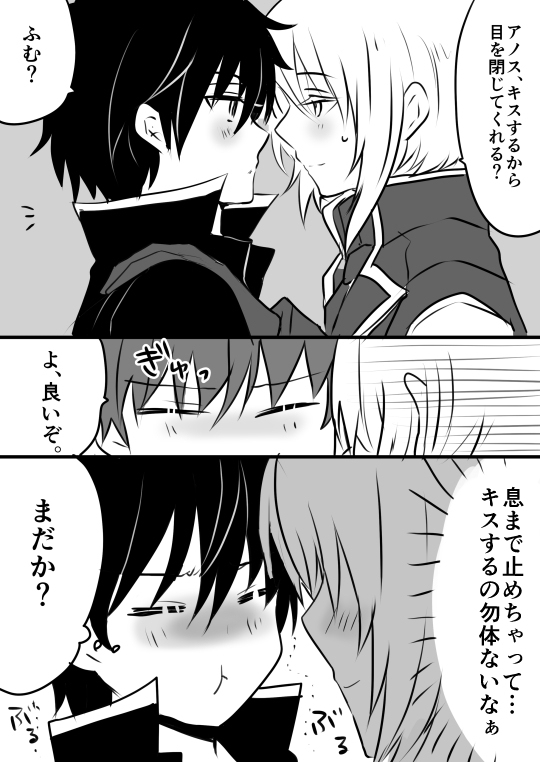 アノス、キスするから
目を閉じてくれる?
ふむ?
ぎゅっ
よ、良いぞ。
息まで止めちゃって…
キスするの勿体ないなぁ
まだか?
ぶる
ぶる